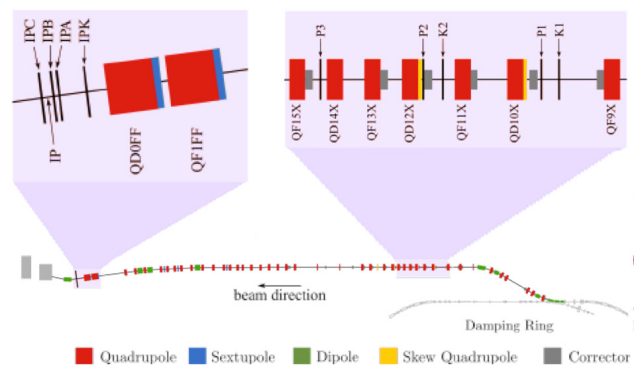 IPC
IPB
IPA
IPK
IP
QD0FF
QF1FF
P3
P2
K2
P1
K1
QF15X
QD14X
QF13X
QD12X
QF11X
QD10X
QF9X
beam direction
Damping Ring
Quadrupole Sextupole Dipole Skew Quadrupole Corrector